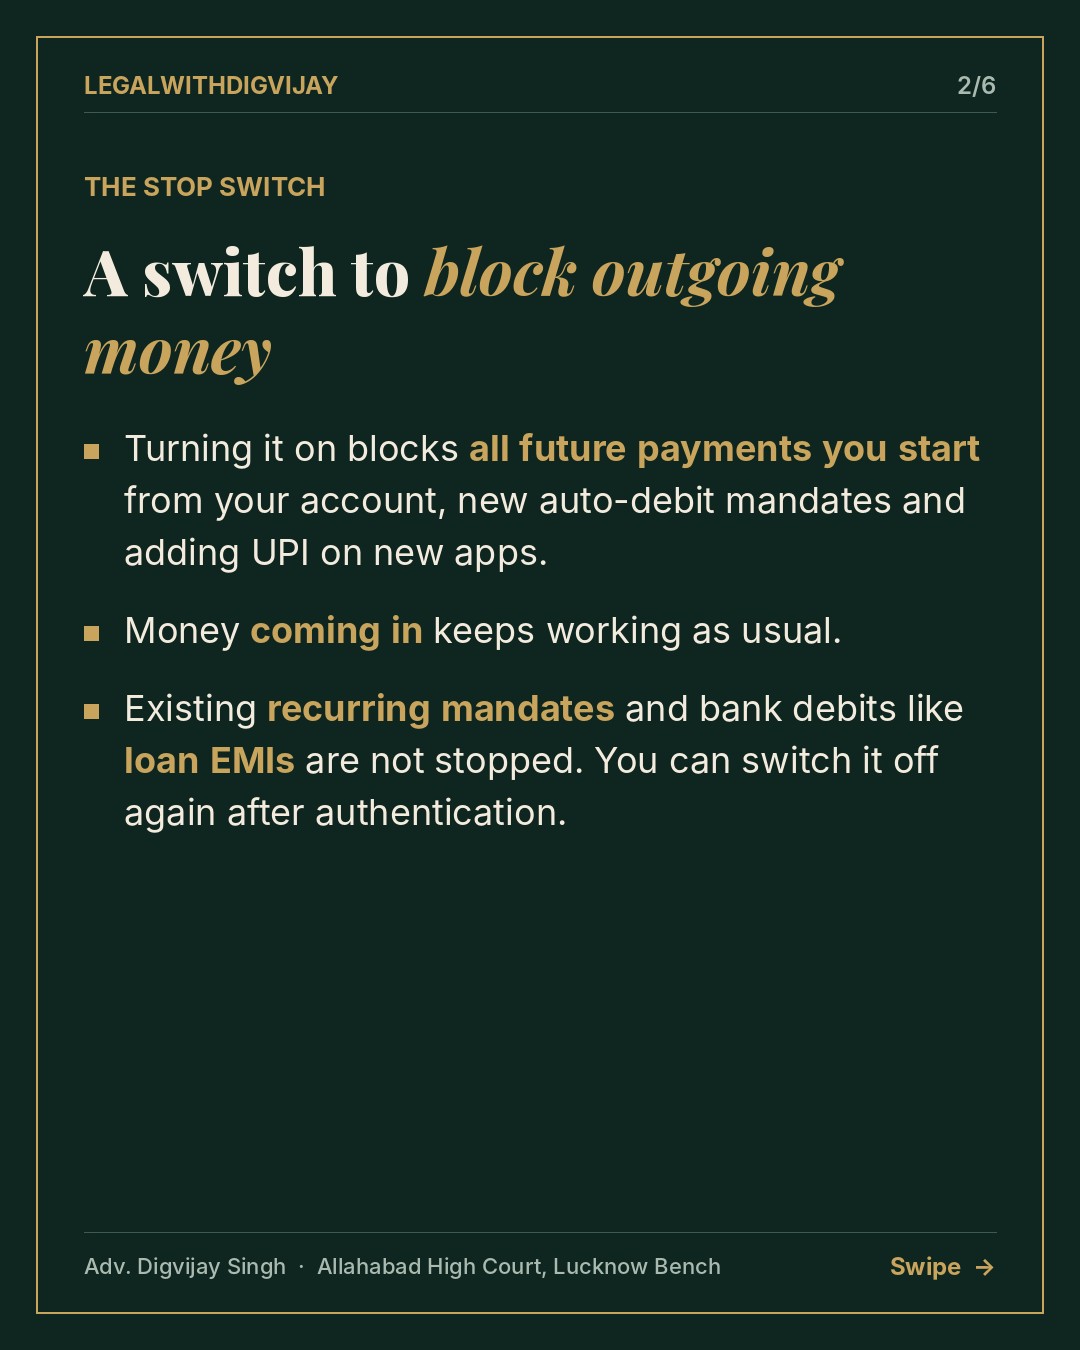 LEGALWITHDIGVIJAY
2/6
THE STOP SWITCH
A switch to block outgoing
money
Turning it on blocks all future payments you start
from your account, new auto-debit mandates and
adding UPI on new apps.
Money coming in keeps working as usual.
Existing recurring mandates and bank debits like
loan EMIs are not stopped. You can switch it off
again after authentication.
Adv. Digvijay Singh · Allahabad High Court, Lucknow Bench
Swipe →